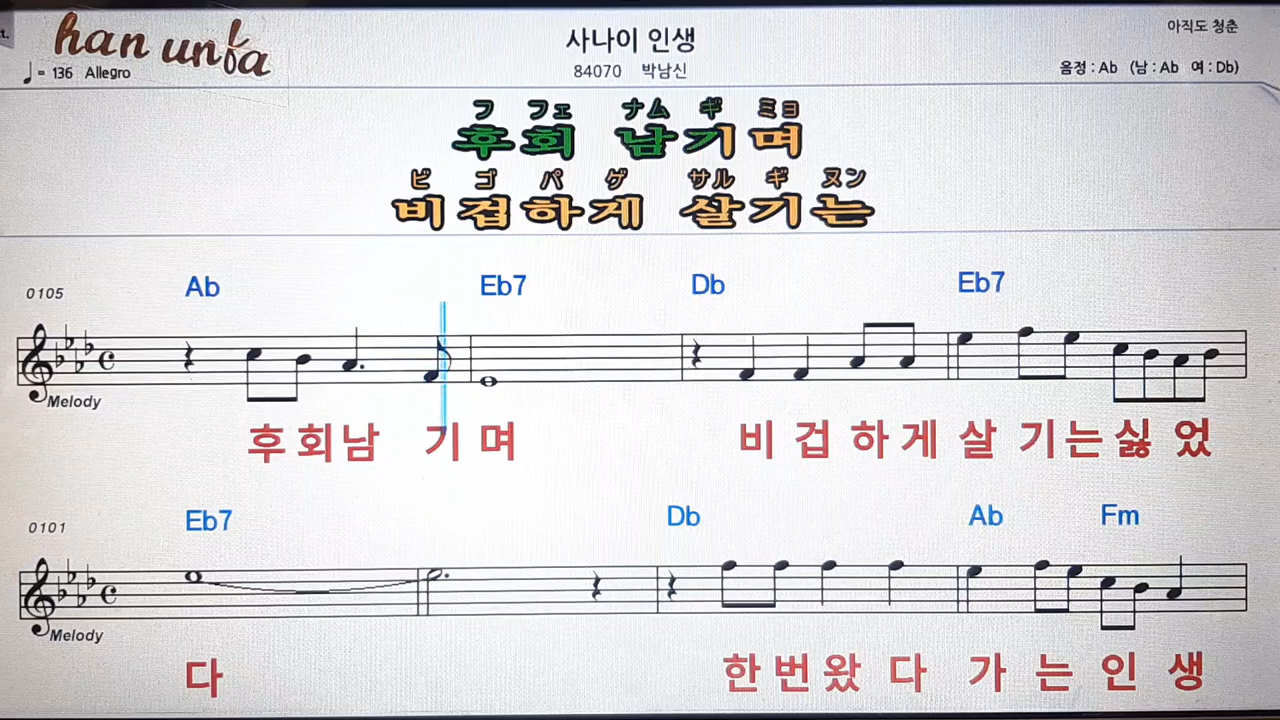 t.
han unfa
♩= 136 Allegro
사나이 인생
84070 박남신
아직도 청춘
음정 : Ab (남 : Ab 여 : Db)
フ フェ ナム ギ ミョ
후회 남기며
ビ ゴ パ ゲ サル ギ ヌン
비겁하게 살기는
0105
Ab Eb7 Db Eb7
Melody
후 회 남 기 며 비 겁 하 게 살 기 는 싫 었
0101
Eb7 Db Ab Fm
Melody
다 한 번 왔 다 가 는 인 생